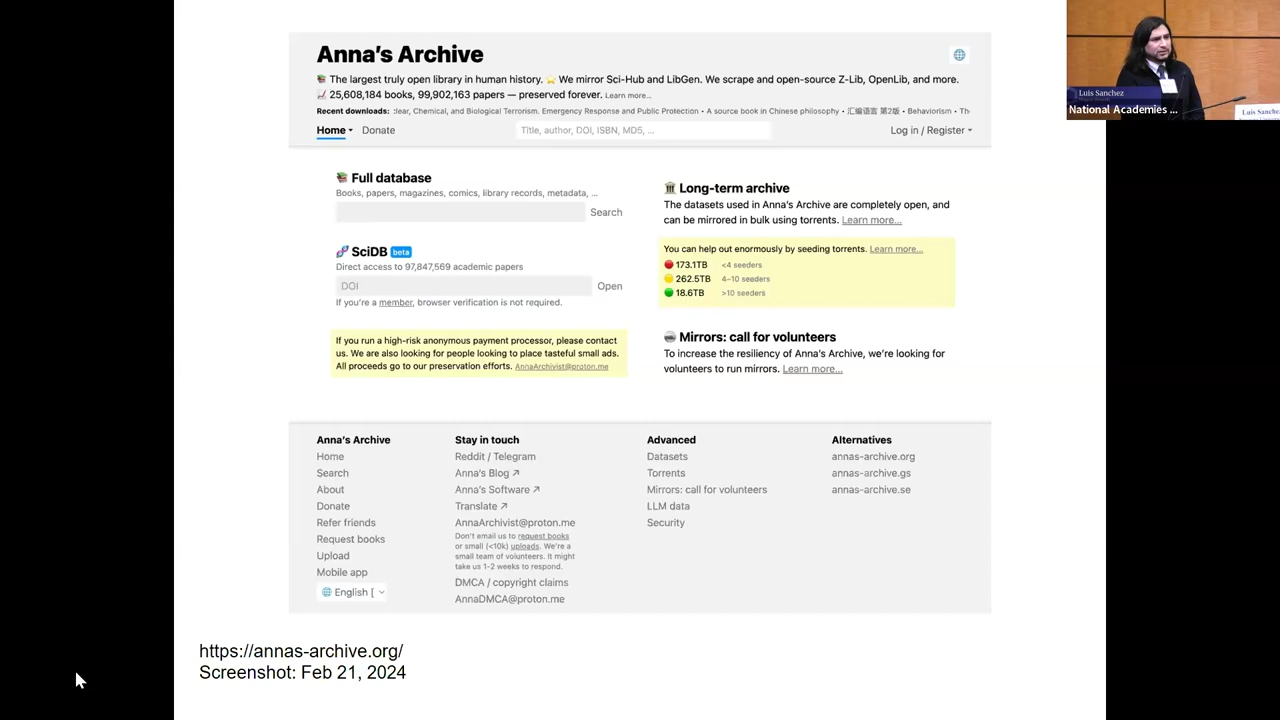 Anna's Archive
📚 The largest truly open library in human history. ⭐ We mirror Sci-Hub and LibGen. We scrape and open-source Z-Lib, OpenLib, and more.
📈 25,608,184 books, 99,902,163 papers — preserved forever. Learn more...
Recent downloads: :lear, Chemical, and Biological Terrorism. Emergency Response and Public Protection • A source book in Chinese philosophy • 汇编语言 第2版 • Behaviorism • Th
Home Donate Title, author, DOI, ISBN, MD5, ... Log in / Register
📚 Full database
Books, papers, magazines, comics, library records, metadata, ...
Search
🧬 SciDB beta
Direct access to 97,847,569 academic papers
DOI Open
If you're a member, browser verification is not required.
If you run a high-risk anonymous payment processor, please contact
us. We are also looking for people looking to place tasteful small ads.
All proceeds go to our preservation efforts. AnnaArchivist@proton.me
🏛️ Long-term archive
The datasets used in Anna's Archive are completely open, and
can be mirrored in bulk using torrents. Learn more...
You can help out enormously by seeding torrents. Learn more...
🔴 173.1TB <4 seeders
🟡 262.5TB 4–10 seeders
🟢 18.6TB >10 seeders
Mirrors: call for volunteers
To increase the resiliency of Anna's Archive, we're looking for
volunteers to run mirrors. Learn more...
Anna's Archive
Home
Search
About
Donate
Refer friends
Request books
Upload
Mobile app
🌐 English [
Stay in touch
Reddit / Telegram
Anna's Blog ↗
Anna's Software ↗
Translate ↗
AnnaArchivist@proton.me
Don't email us to request books
or small (<10k) uploads. We're a
small team of volunteers. It might
take us 1-2 weeks to respond.
DMCA / copyright claims
AnnaDMCA@proton.me
Advanced
Datasets
Torrents
Mirrors: call for volunteers
LLM data
Security
Alternatives
annas-archive.org
annas-archive.gs
annas-archive.se
https://annas-archive.org/
Screenshot: Feb 21, 2024
Luis Sanchez
National Academies ...
Luis Sanche